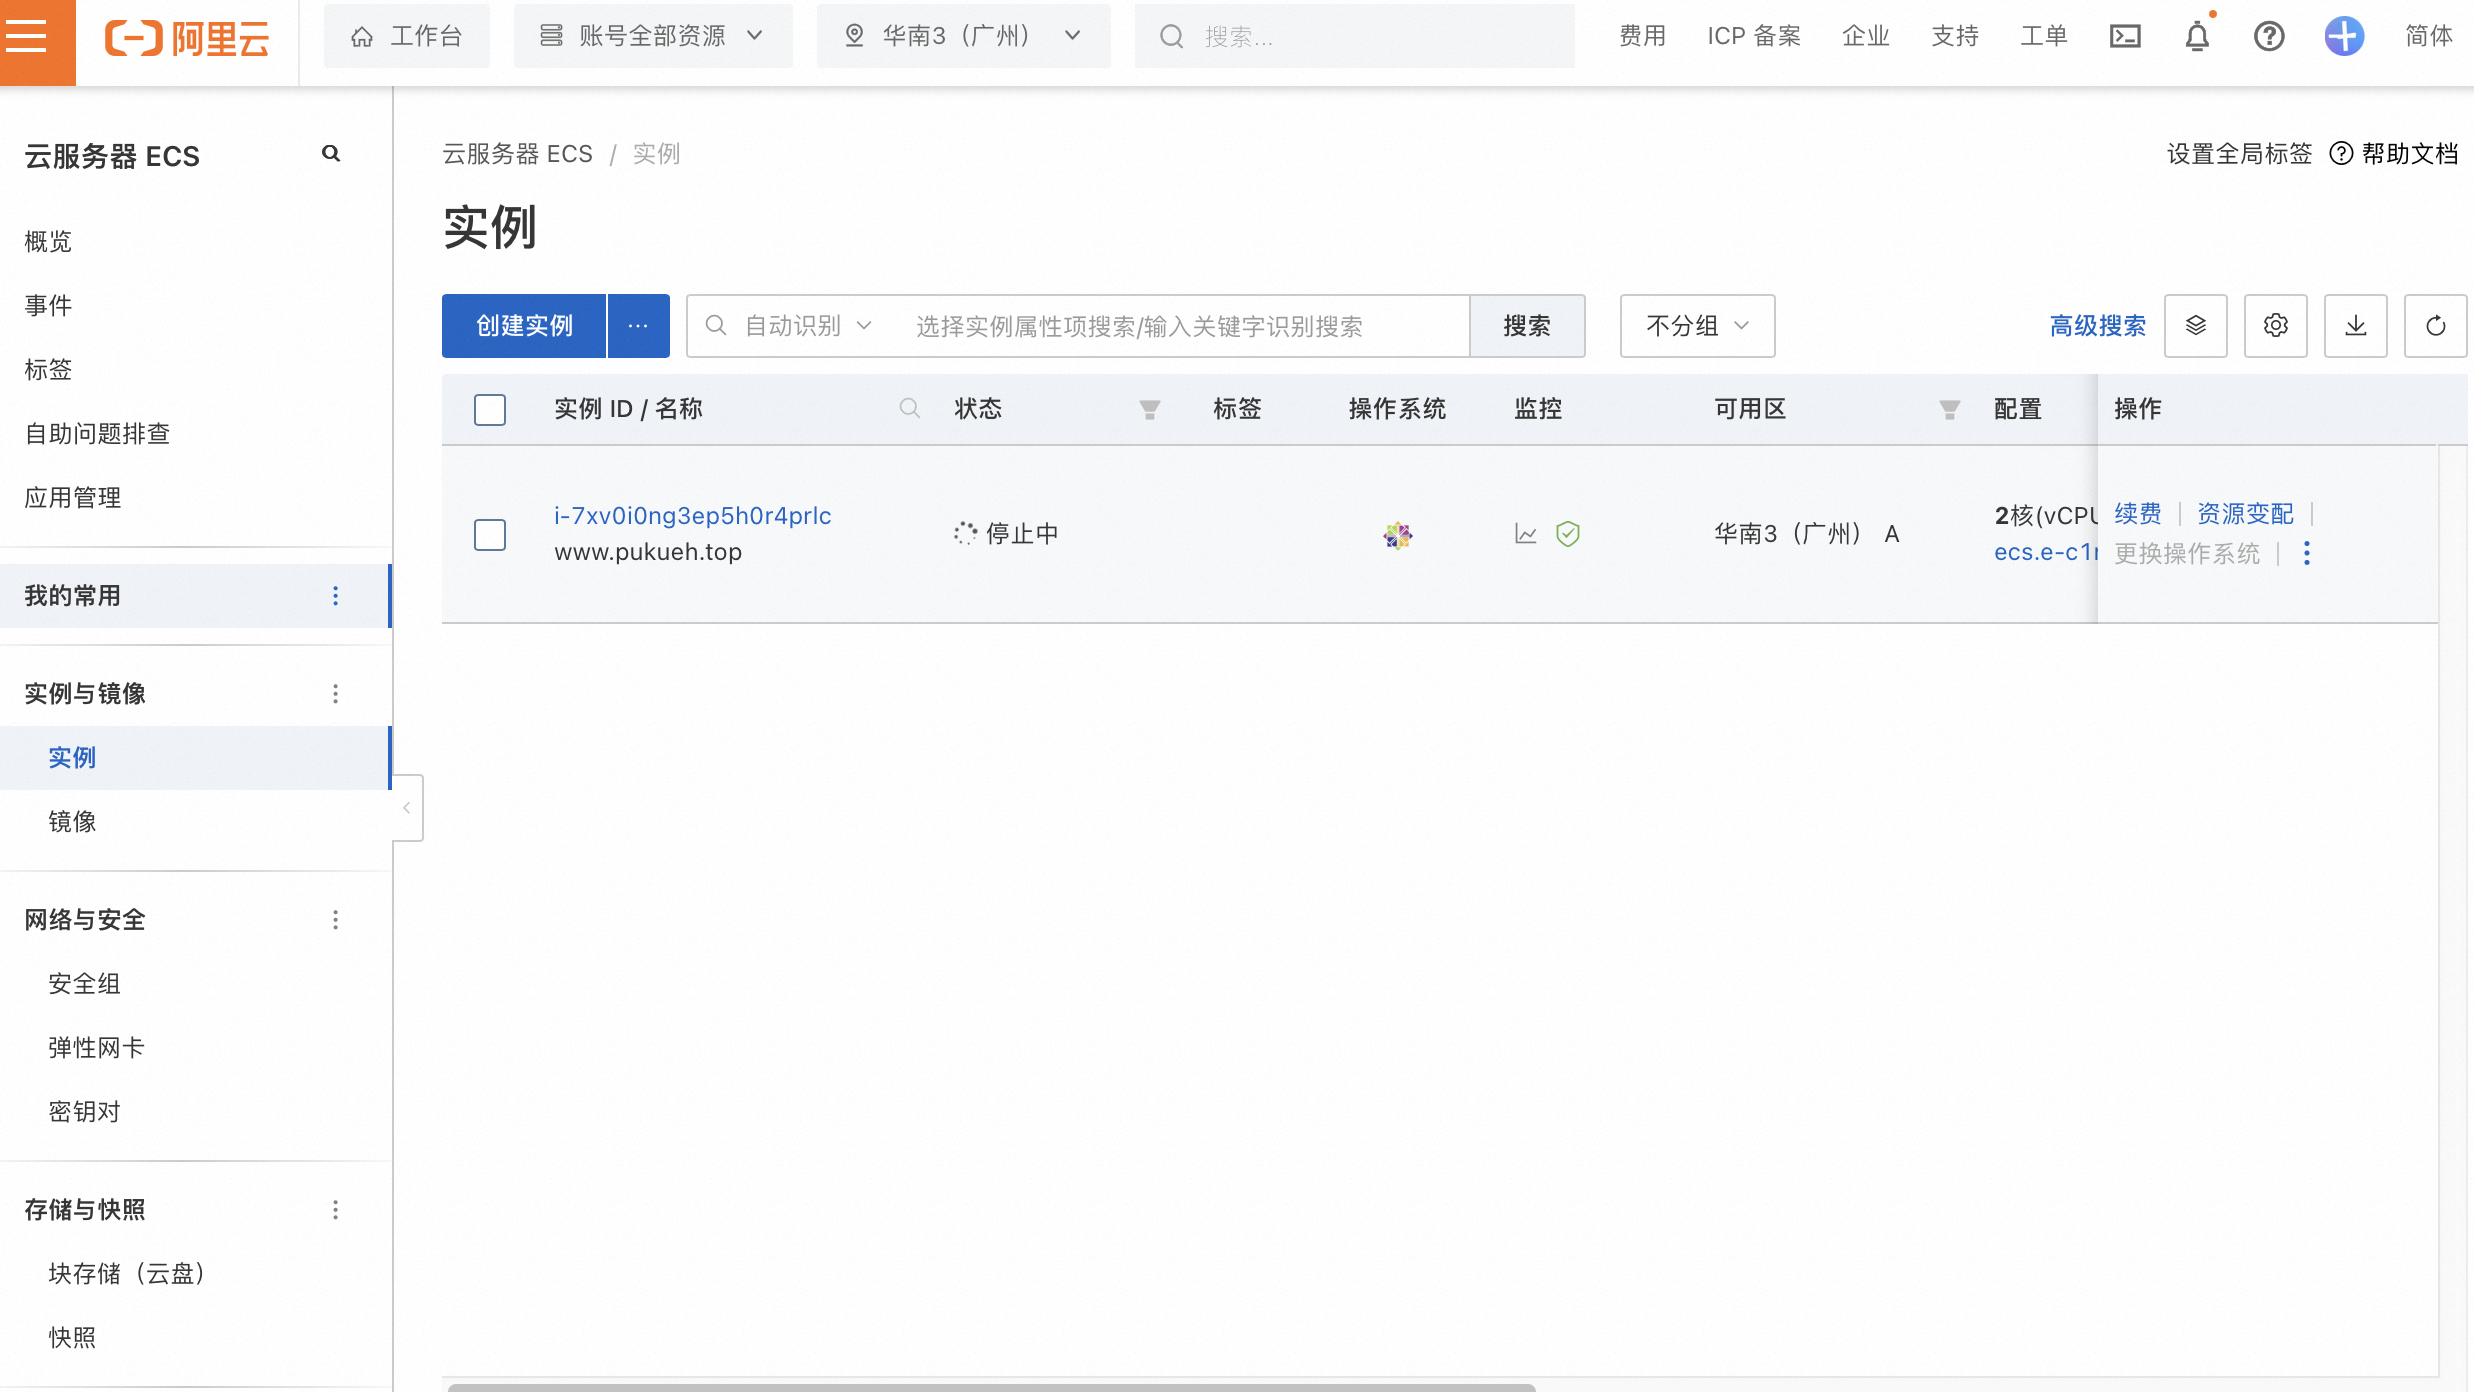 阿里云
工作台
账号全部资源
华南3（广州）
搜索...
费用
ICP 备案
企业
支持
工单
简体
云服务器 ECS
概览
事件
标签
自助问题排查
应用管理
我的常用
实例与镜像
实例
镜像
网络与安全
安全组
弹性网卡
密钥对
存储与快照
块存储（云盘）
快照
云服务器 ECS / 实例
设置全局标签
帮助文档
实例
创建实例
自动识别
选择实例属性项搜索/输入关键字识别搜索
搜索
不分组
高级搜索
实例 ID / 名称
状态
标签
操作系统
监控
可用区
配置
操作
i-7xv0i0ng3ep5h0r4prlc
www.pukueh.top
停止中
华南3（广州） A
2核(vCPU
ecs.e-c1
续费
资源变配
更换操作系统